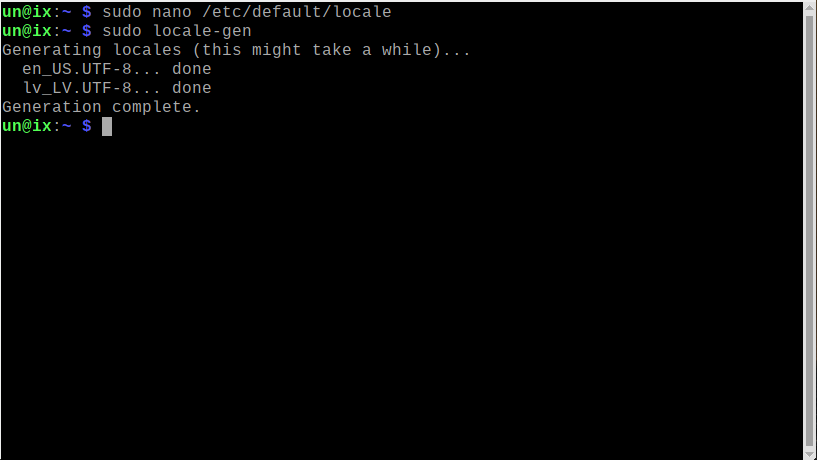 un@ix:~ $ sudo nano /etc/default/locale
un@ix:~ $ sudo locale-gen
Generating locales (this might take a while)...
  en_US.UTF-8... done
  lv_LV.UTF-8... done
Generation complete.
un@ix:~ $